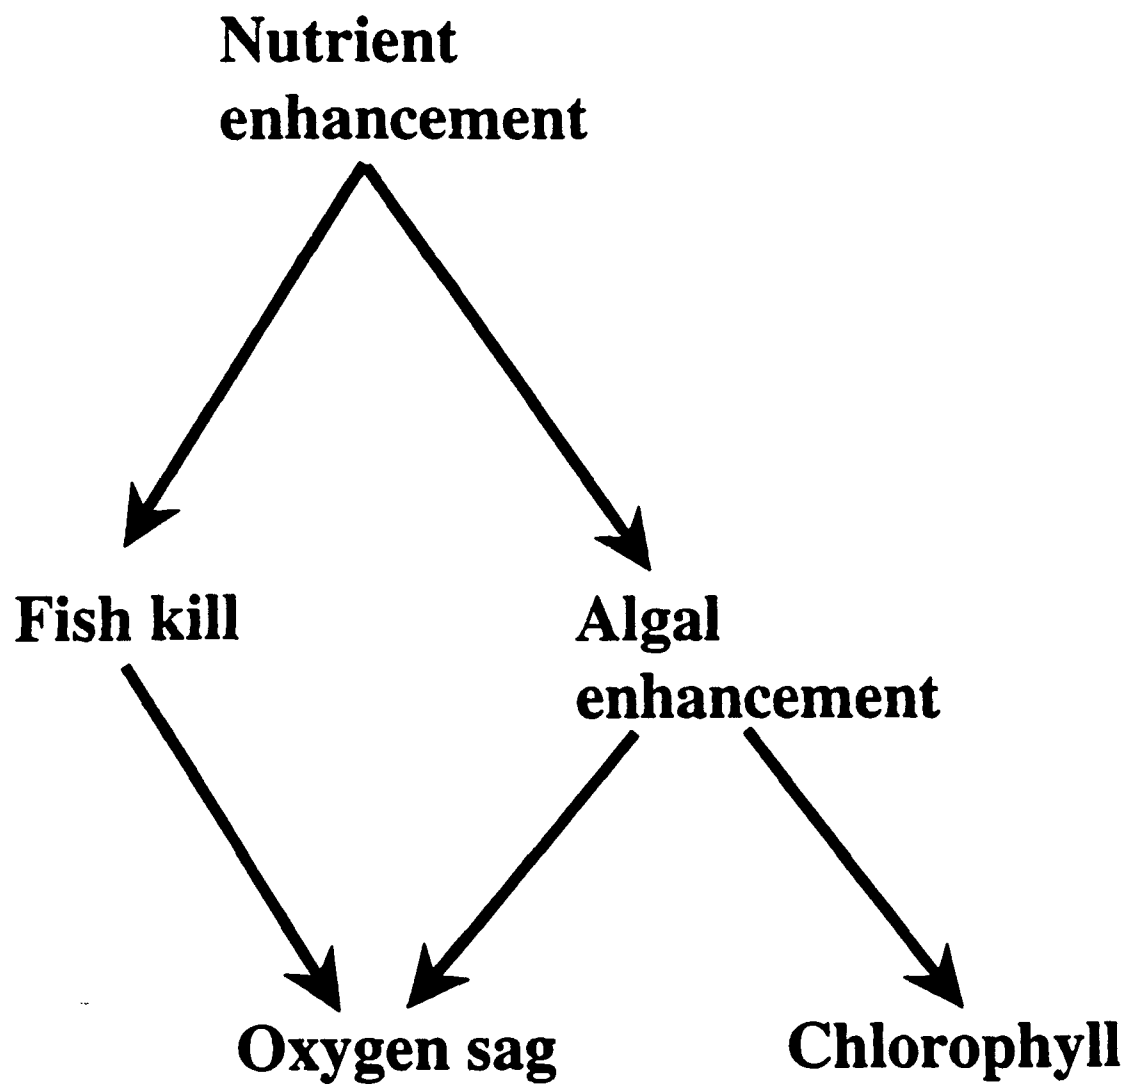 Nutrient
enhancement
Fish kill
Algal
enhancement
Oxygen sag
Chlorophyll